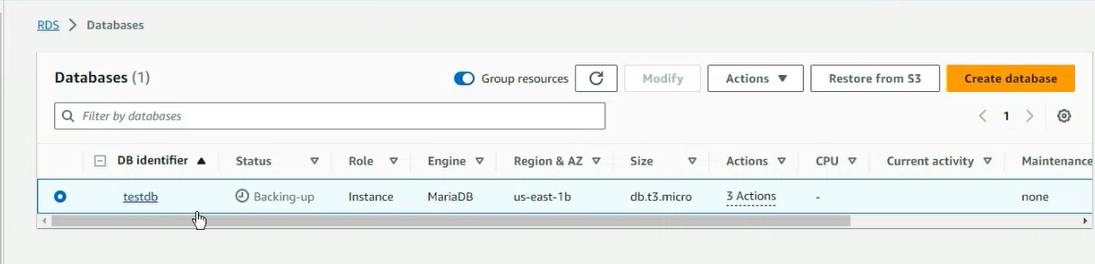 RDS > Databases
Databases (1) Group resources Modify Actions ▼ Restore from S3 Create database
Filter by databases < 1 >
DB identifier ▲ Status ▽ Role ▽ Engine ▽ Region & AZ ▽ Size ▽ Actions ▽ CPU ▽ Current activity ▽ Maintenance
testdb Backing-up Instance MariaDB us-east-1b db.t3.micro 3 Actions - none